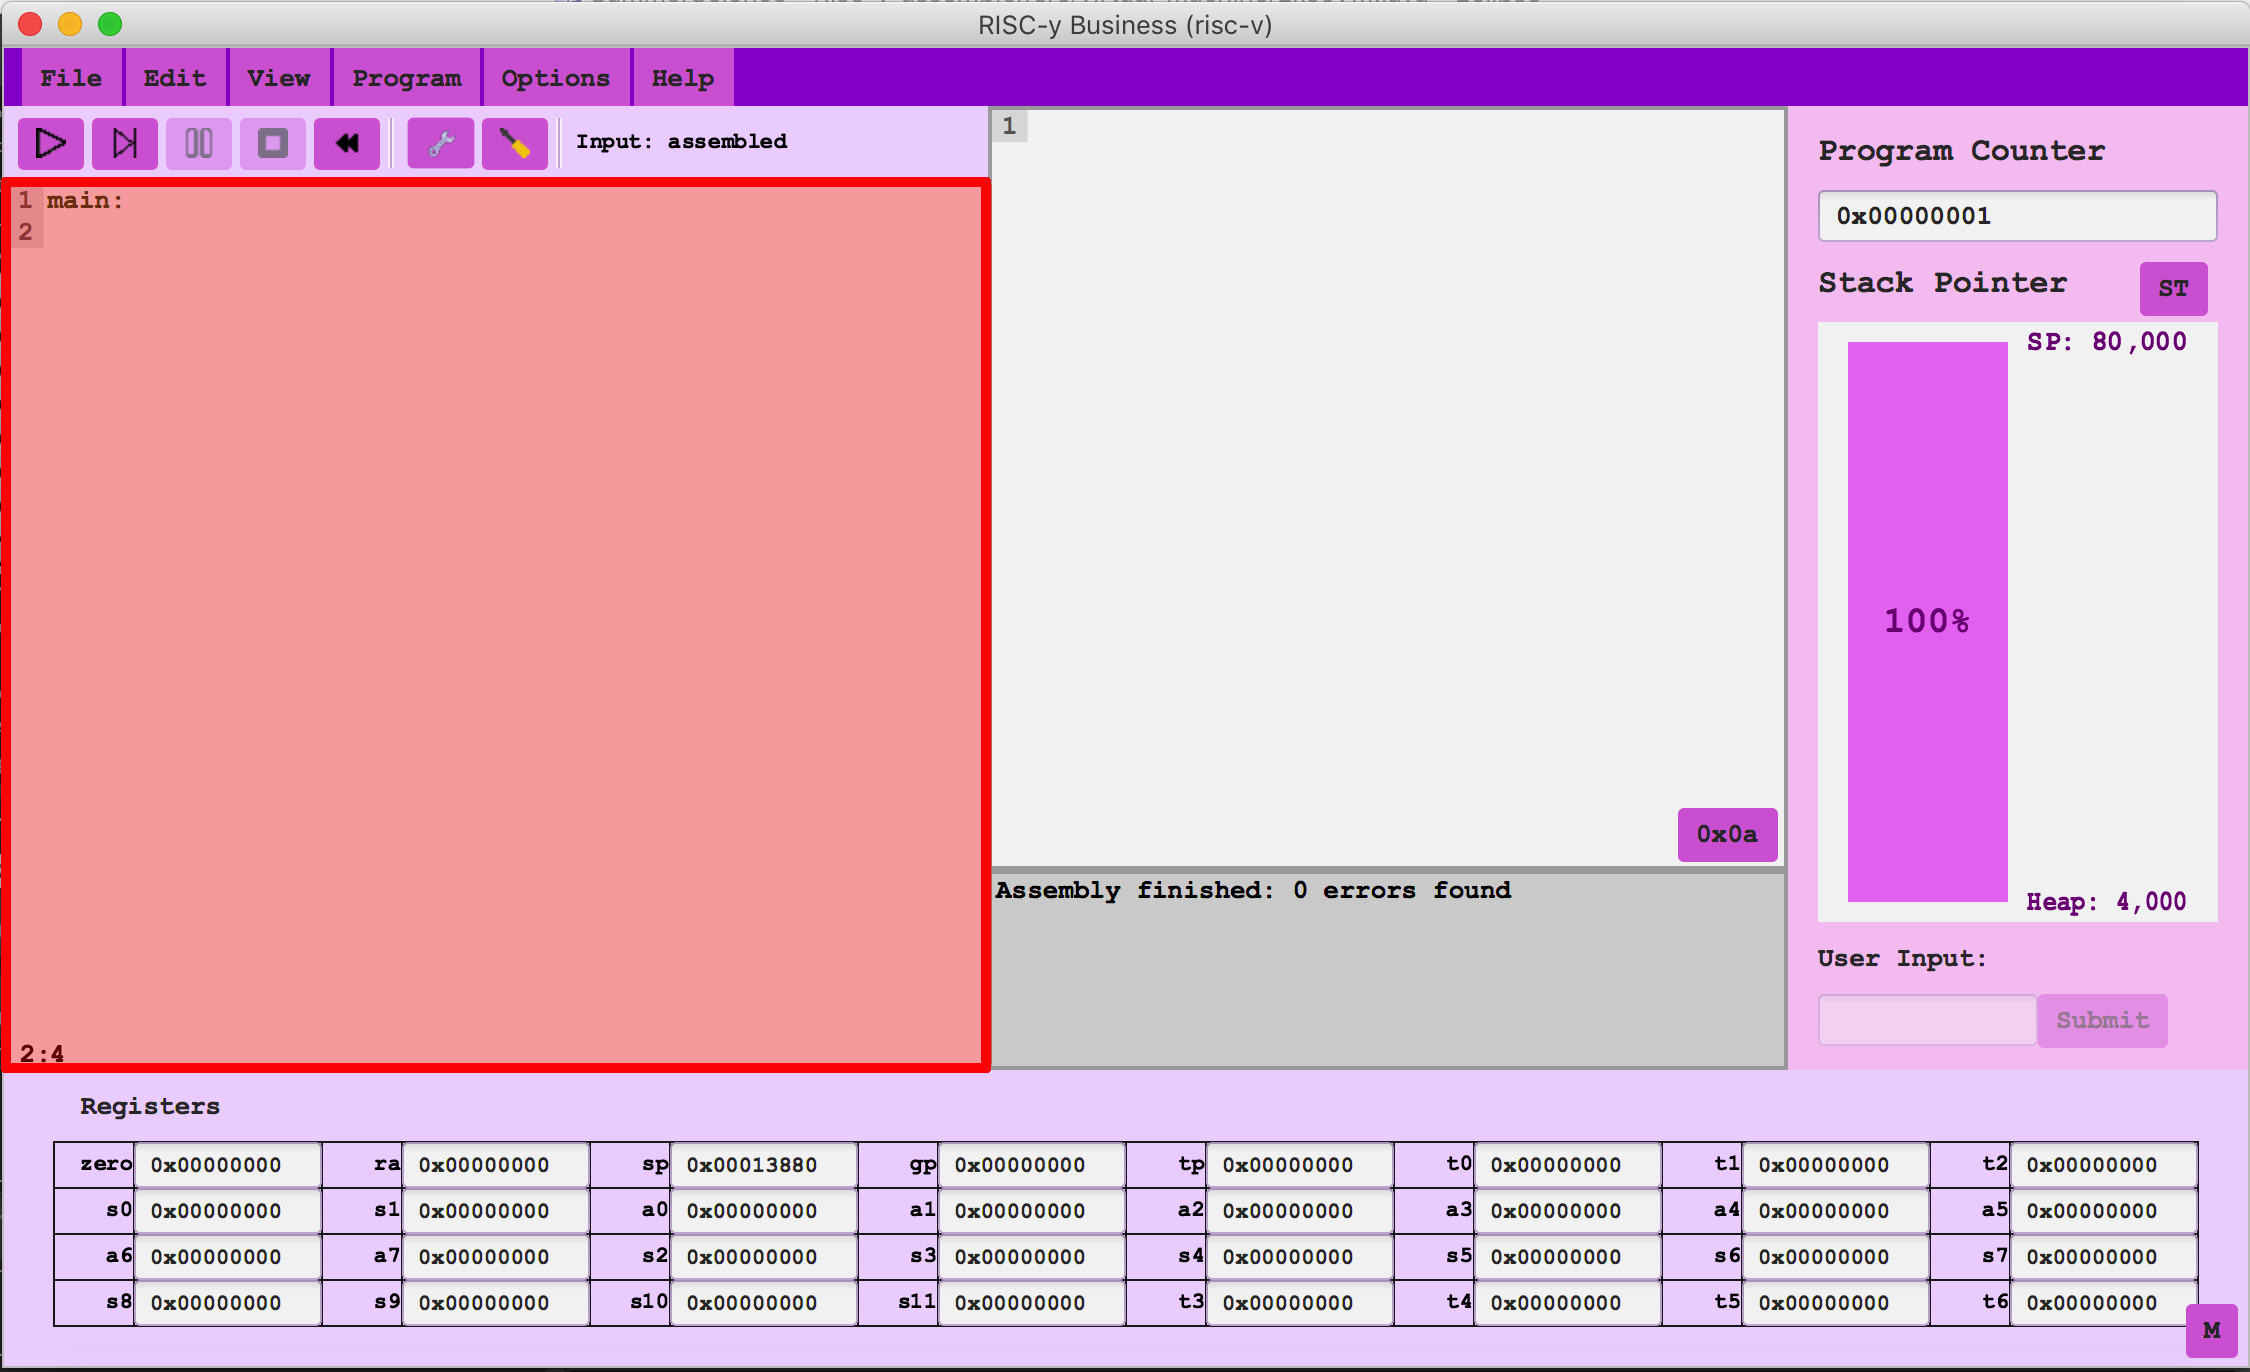 RISC-y Business (risc-v)
File Edit View Program Options Help
Input: assembled
1 main:
2
2:4
1
0x0a
Assembly finished: 0 errors found
Program Counter
0x00000001
Stack Pointer ST
SP: 80,000
100%
Heap: 4,000
User Input:
Submit
Registers
zero 0x00000000 ra 0x00000000 sp 0x00013880 gp 0x00000000 tp 0x00000000 t0 0x00000000 t1 0x00000000 t2 0x00000000
s0 0x00000000 s1 0x00000000 a0 0x00000000 a1 0x00000000 a2 0x00000000 a3 0x00000000 a4 0x00000000 a5 0x00000000
a6 0x00000000 a7 0x00000000 s2 0x00000000 s3 0x00000000 s4 0x00000000 s5 0x00000000 s6 0x00000000 s7 0x00000000
s8 0x00000000 s9 0x00000000 s10 0x00000000 s11 0x00000000 t3 0x00000000 t4 0x00000000 t5 0x00000000 t6 0x00000000
M